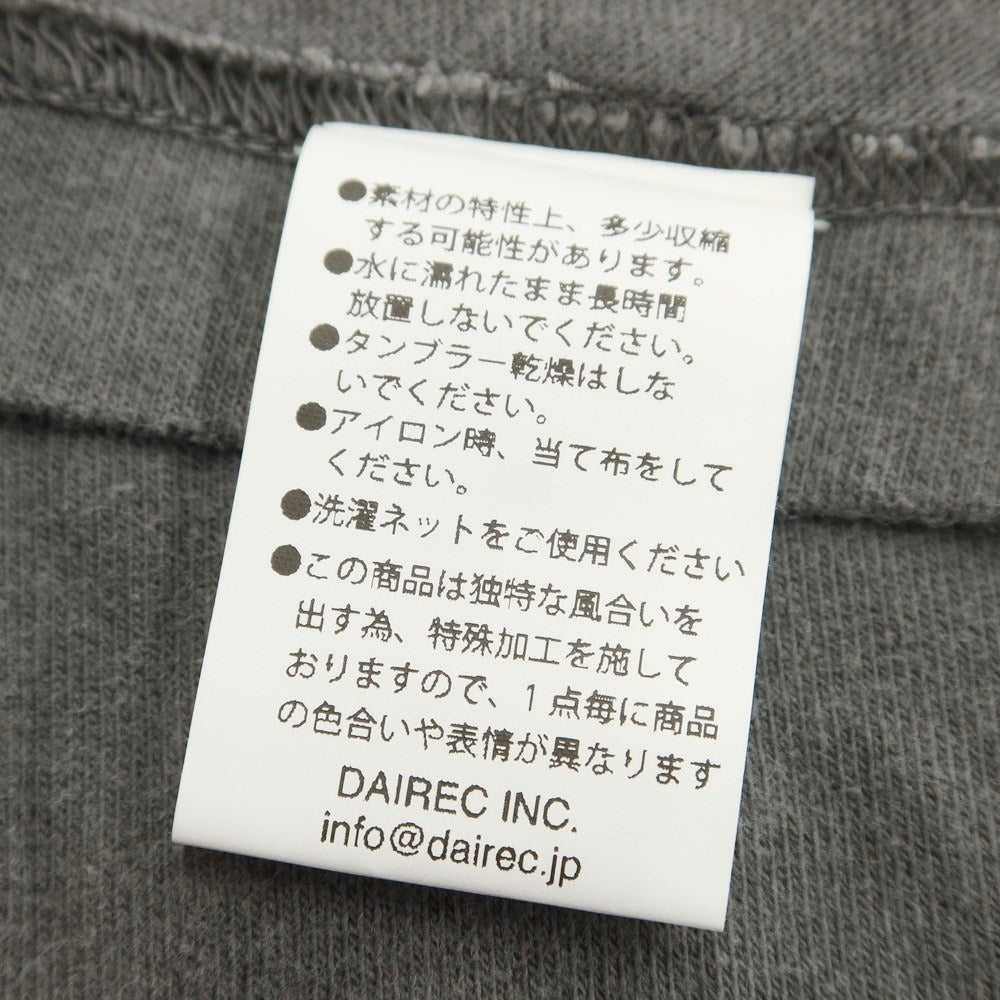 ●素材の特性上、多少収縮
する可能性があります。
●水に濡れたまま長時間
放置しないでください。
●タンブラー乾燥はしな
いでください。
●アイロン時、当て布をして
ください。
●洗濯ネットをご使用ください
●この商品は独特な風合いを
出す為、特殊加工を施して
おりますので、1点毎に商品
の色合いや表情が異なります
DAIREC INC.
info@dairec.jp